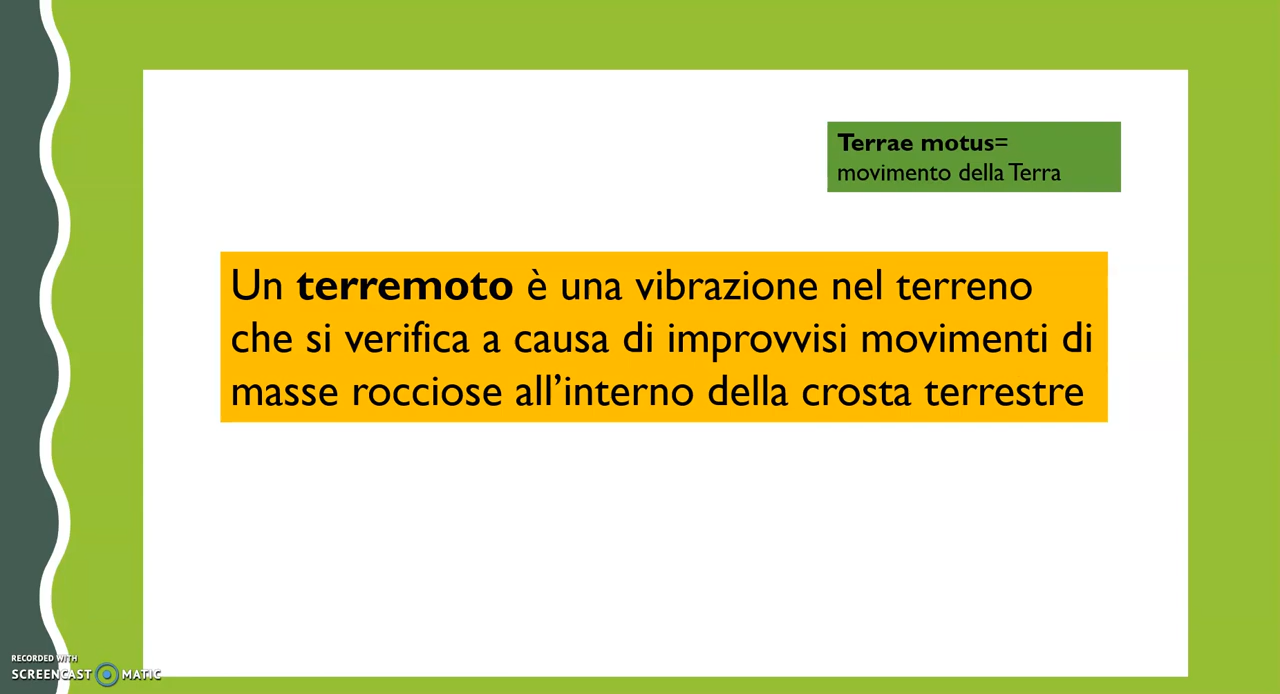 Terrae motus=
movimento della Terra
Un terremoto è una vibrazione nel terreno
che si verifica a causa di improvvisi movimenti di
masse rocciose all’interno della crosta terrestre
RECORDED WITH
SCREENCAST MATIC